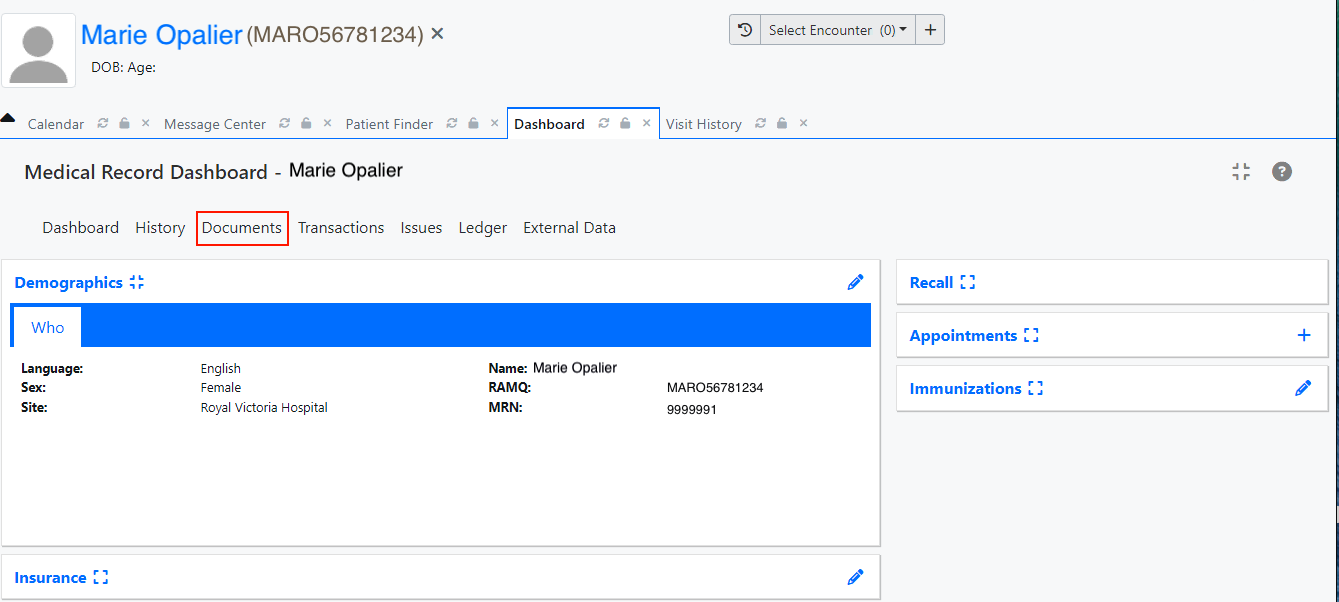 Marie Opalier (MARO56781234) ×
Select Encounter (0)
DOB: Age:
Calendar Message Center Patient Finder Dashboard Visit History
Medical Record Dashboard - Marie Opalier
Dashboard History Documents Transactions Issues Ledger External Data
Demographics
Recall
Who
Appointments
Language: English Name: Marie Opalier
Sex: Female RAMQ: MARO56781234
Immunizations
Site: Royal Victoria Hospital MRN: 9999991
Insurance